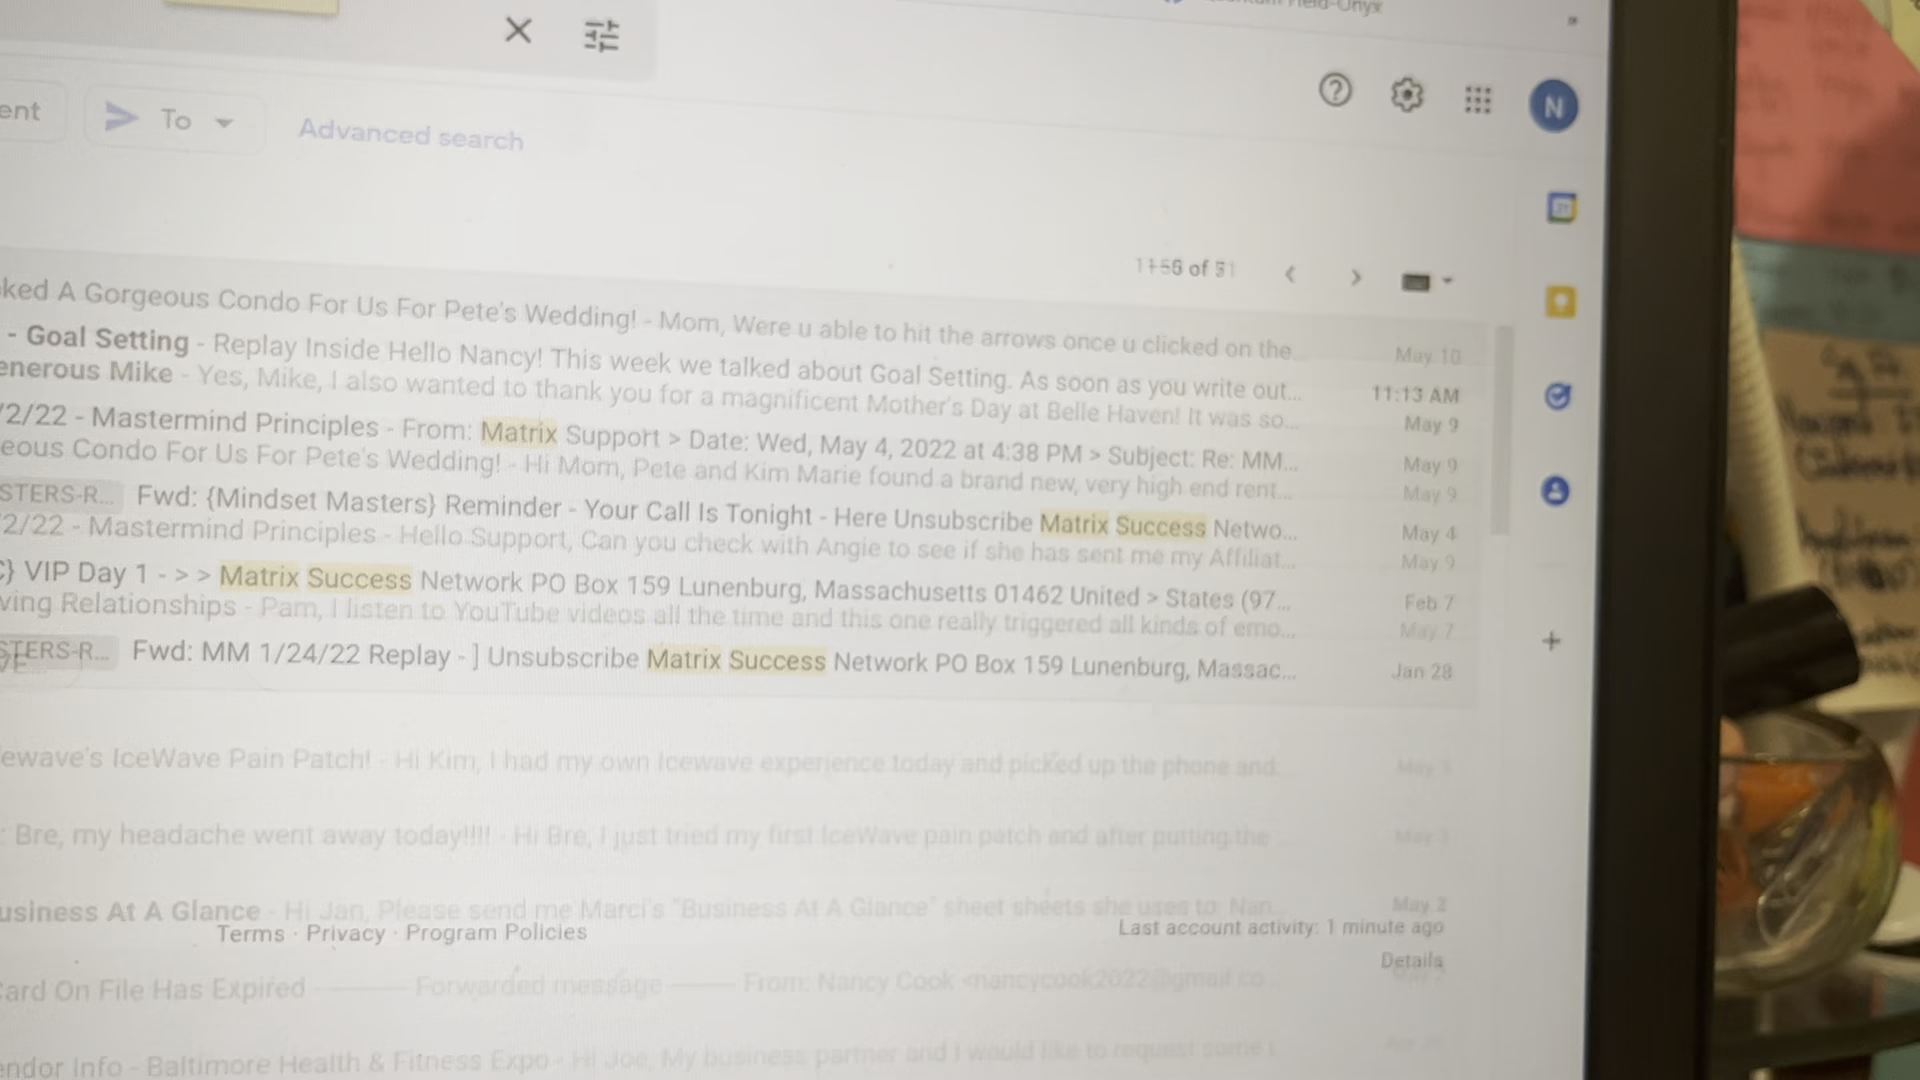 ent
To
Advanced search
N
of
ked A Gorgeous Condo For Us For Pete's Wedding! - Mom, Were u able to hit the arrows once u clicked on the... May 10
- Goal Setting - Replay Inside Hello Nancy! This week we talked about Goal Setting. As soon as you write out... 11:13 AM
enerous Mike - Yes, Mike, I also wanted to thank you for a magnificent Mother's Day at Belle Haven! It was so... May 9
/2/22 - Mastermind Principles - From: Matrix Support > Date: Wed, May 4, 2022 at 4:38 PM > Subject: Re: MM... May 9
eous Condo For Us For Pete's Wedding! - Hi Mom, Pete and Kim Marie found a brand new, very high end rent... May 9
STERS-R... Fwd: {Mindset Masters} Reminder - Your Call Is Tonight - Here Unsubscribe Matrix Success Netwo... May 4
2/22 - Mastermind Principles - Hello Support, Can you check with Angie to see if she has sent me my Affiliat... May 9
} VIP Day 1 - > > Matrix Success Network PO Box 159 Lunenburg, Massachusetts 01462 United > States (97... Feb 7
ving Relationships - Pam, I listen to YouTube videos all the time and this one really triggered all kinds of emo... May 7
STERS-R... Fwd: MM 1/24/22 Replay - ] Unsubscribe Matrix Success Network PO Box 159 Lunenburg, Massac... Jan 28
ewave's IceWave Pain Patch! - Hi Kim, I had my own Icewave experience today and picked up the phone and
: Bre, my headache went away today!!!! - Hi Bre, I just tried my first IceWave pain patch and after putting the
usiness At A Glance - Hi Jan, Please send me Marci's "Business At A Glance" sheet sheets she uses to. Nan... May 2
Terms · Privacy · Program Policies
Last account activity: 1 minute ago
Details
ard On File Has Expired Forwarded message From: Nancy Cook <nancycook2022@gmail.co...
endor Info - Baltimore Health & Fitness Expo - Hi Joe, My business partner and I would like to request some